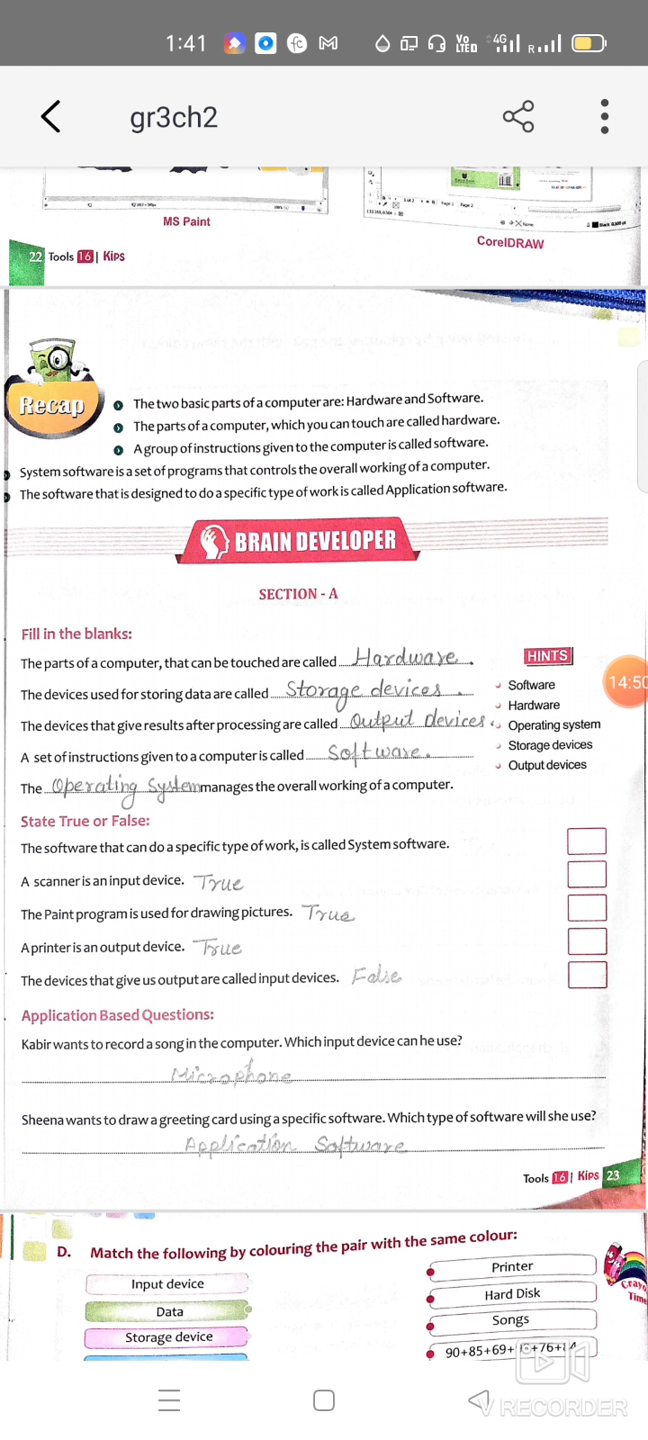 1:41 fc Vo LTED 4G R
gr3ch2
MS Paint
CorelDRAW
22 Tools 16 | Kips
Recap
The two basic parts of a computer are: Hardware and Software.
The parts of a computer, which you can touch are called hardware.
A group of instructions given to the computer is called software.
System software is a set of programs that controls the overall working of a computer.
The software that is designed to do a specific type of work is called Application software.
BRAIN DEVELOPER
SECTION - A
Fill in the blanks:
The parts of a computer, that can be touched are called Hardware.
The devices used for storing data are called Storage devices.
The devices that give results after processing are called Output devices.
A set of instructions given to a computer is called Software.
The Operating System manages the overall working of a computer.
HINTS
Software
Hardware
Operating system
Storage devices
Output devices
14:50
State True or False:
The software that can do a specific type of work, is called System software.
A scanner is an input device. True
The Paint program is used for drawing pictures. True
A printer is an output device. True
The devices that give us output are called input devices. False
Application Based Questions:
Kabir wants to record a song in the computer. Which input device can he use?
Microphone
Sheena wants to draw a greeting card using a specific software. Which type of software will she use?
Application Software
Tools 16 | Kips 23
D. Match the following by colouring the pair with the same colour:
Input device
Data
Storage device
Printer
Hard Disk
Songs
Crayo
Time
V RECORDER